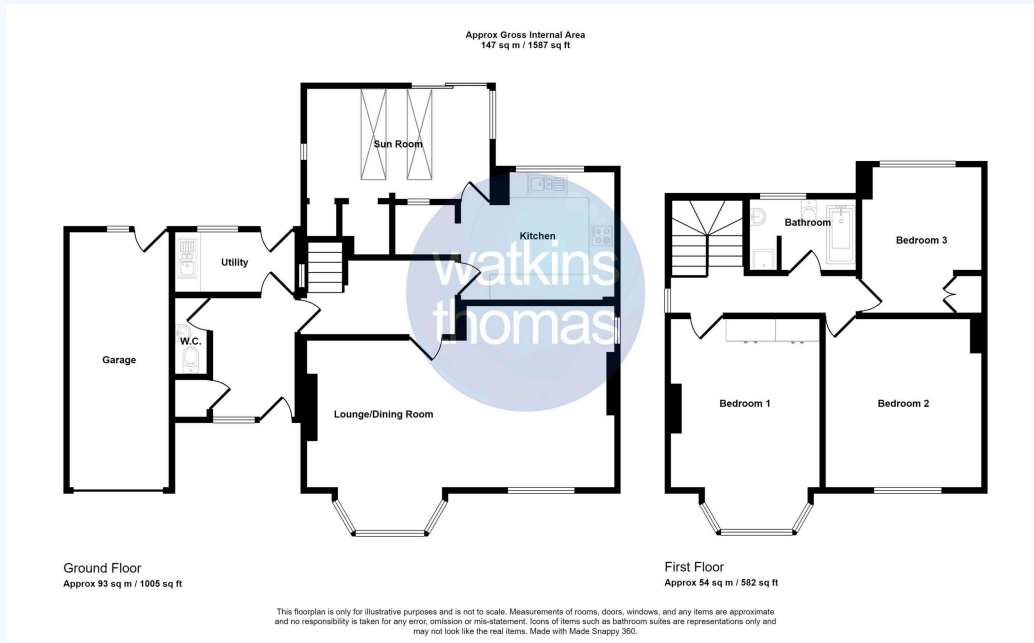 Approx Gross Internal Area
147 sq m / 1587 sq ft
Sun Room
Kitchen
Utility
W.C.
Garage
Lounge/Dining Room
Bathroom
Bedroom 3
Bedroom 1
Bedroom 2
watkins
thomas
Ground Floor
Approx 93 sq m / 1005 sq ft
First Floor
Approx 54 sq m / 582 sq ft
This floorplan is only for illustrative purposes and is not to scale. Measurements of rooms, doors, windows, and any items are approximate
and no responsibility is taken for any error, omission or mis-statement. Icons of items such as bathroom suites are representations only and
may not look like the real items. Made with Made Snappy 360.